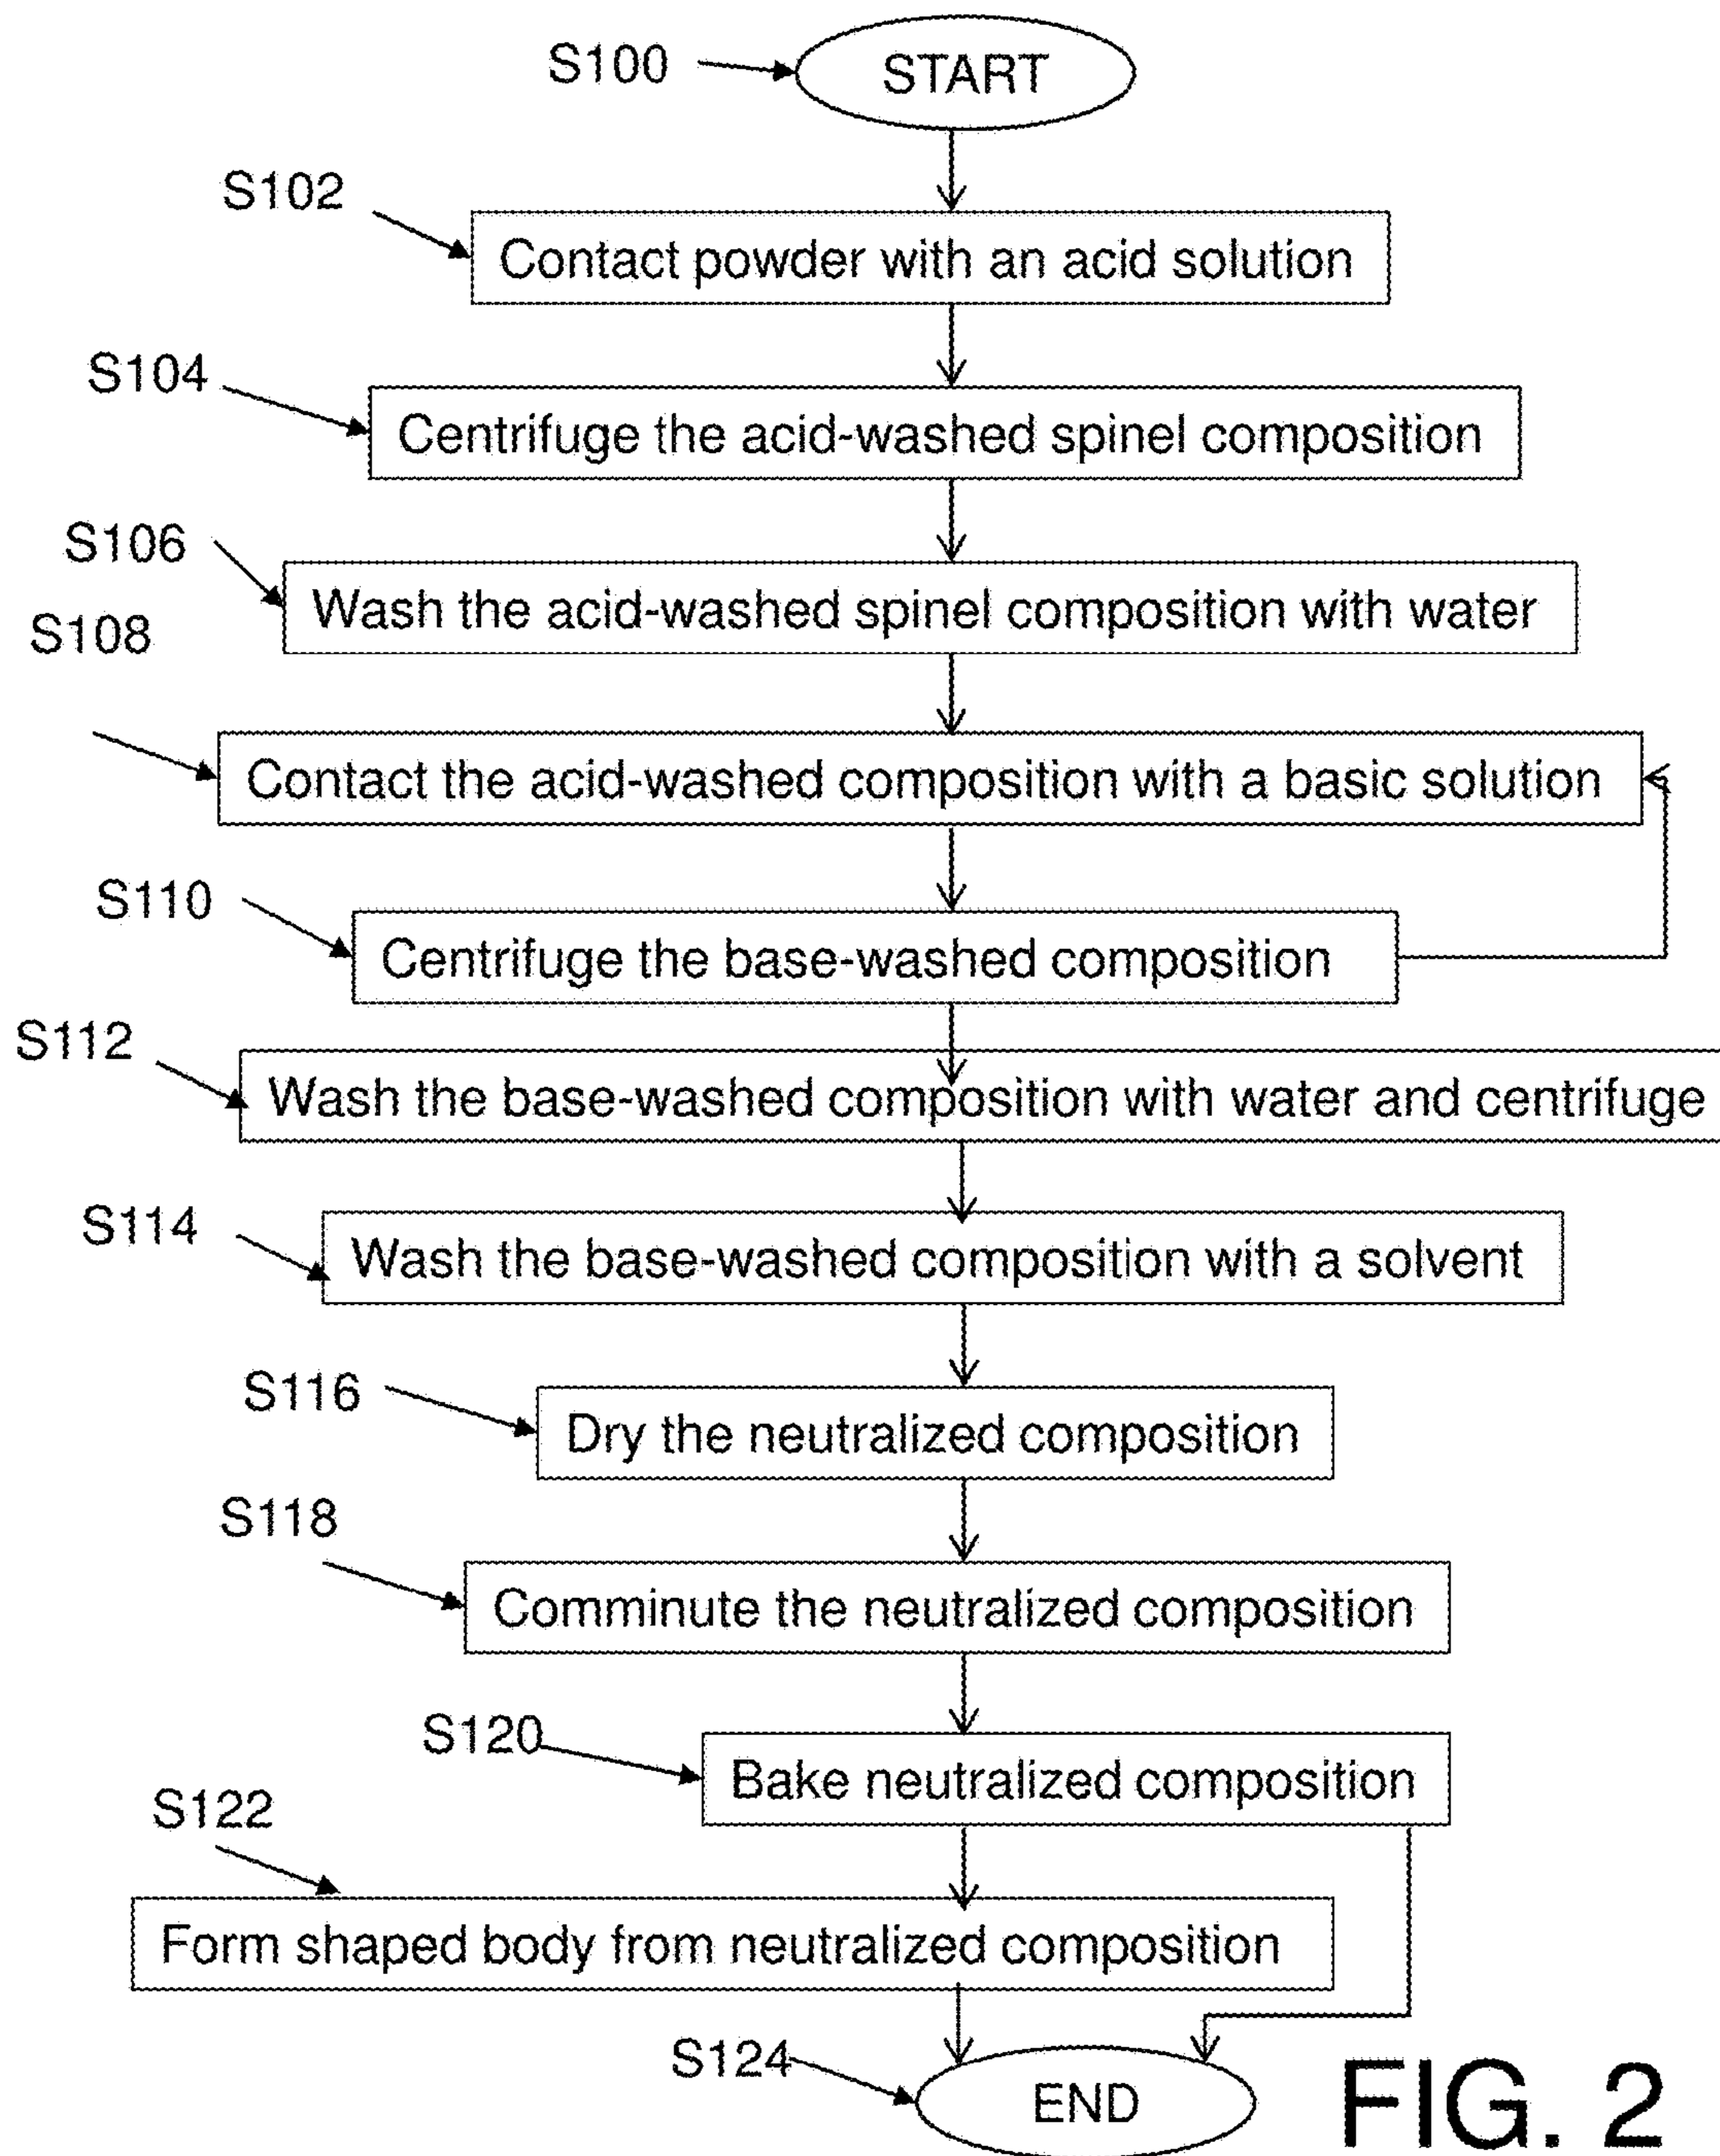 S100
START
S102
Contact powder with an acid solution
S104
Centrifuge the acid-washed spinel composition
S106
Wash the acid-washed spinel composition with water
S108
Contact the acid-washed composition with a basic solution
S110
Centrifuge the base-washed composition
S112
Wash the base-washed composition with water and centrifuge
S114
Wash the base-washed composition with a solvent
S116
Dry the neutralized composition
S118
Comminute the neutralized composition
S120
Bake neutralized composition
S122
Form shaped body from neutralized composition
S124
END
FIG. 2